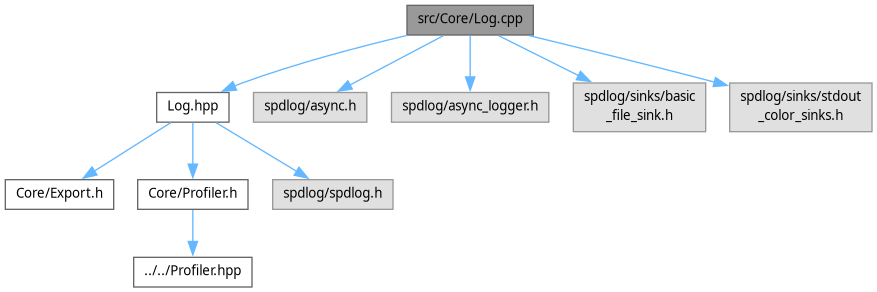 src/Core/Log.cpp
Log.hpp
spdlog/async.h
spdlog/async_logger.h
spdlog/sinks/basic
_file_sink.h
spdlog/sinks/stdout
_color_sinks.h
Core/Export.h
Core/Profiler.h
spdlog/spdlog.h
../../Profiler.hpp